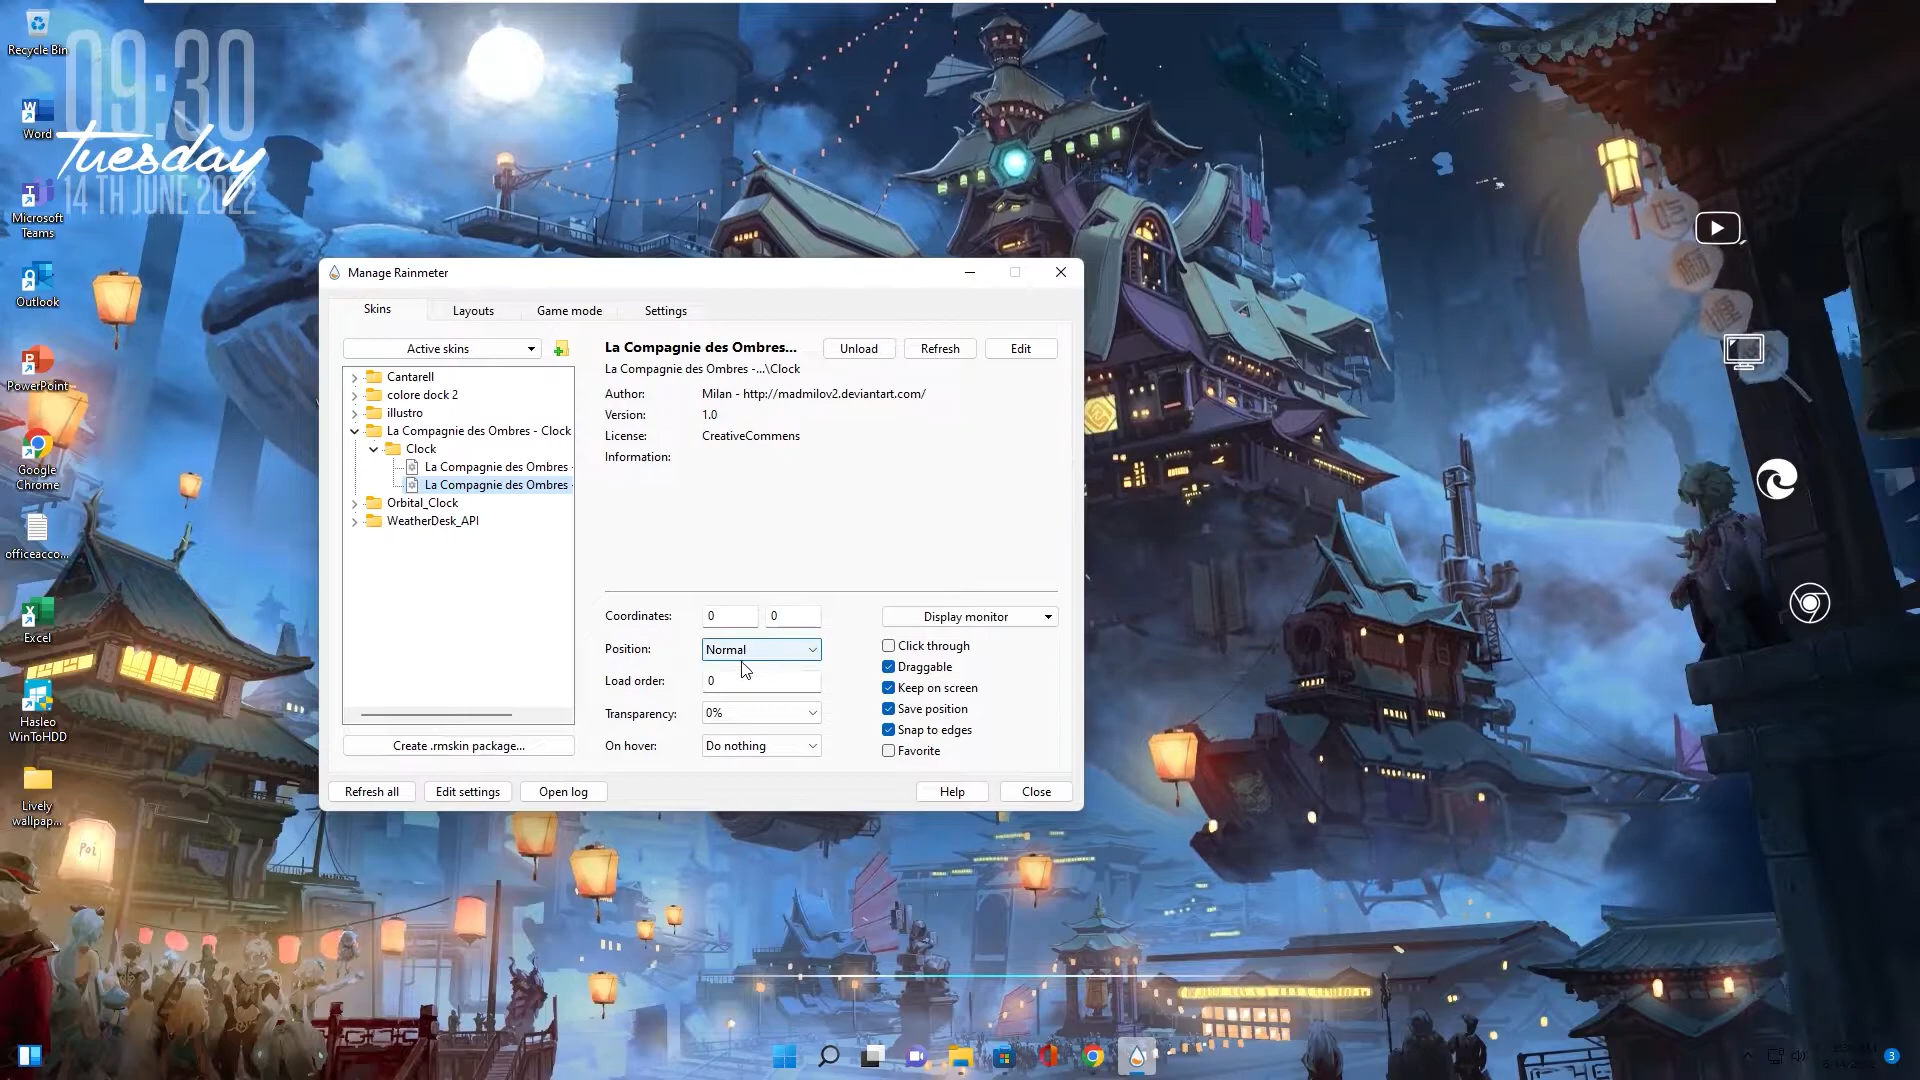 Recycle Bin
09:30
Tuesday
14 TH JUNE 2022
Word
Microsoft
Teams
Outlook
PowerPoint
Google
Chrome
officeacco...
Excel
Hasleo
WinToHDD
Lively
wallpap...
Manage Rainmeter
Skins
Layouts
Game mode
Settings
Active skins
Cantarell
colore dock 2
illustro
La Compagnie des Ombres - Clock
Clock
La Compagnie des Ombres -
La Compagnie des Ombres -
Orbital_Clock
WeatherDesk_API
Create .rmskin package...
La Compagnie des Ombres...
Unload
Refresh
Edit
La Compagnie des Ombres -...\Clock
Author: Milan - http://madmilov2.deviantart.com/
Version: 1.0
License: CreativeCommons
Information:
Coordinates: 0 0
Display monitor
Position: Normal
Load order: 0
Transparency: 0%
On hover: Do nothing
Click through
Draggable
Keep on screen
Save position
Snap to edges
Favorite
Refresh all
Edit settings
Open log
Help
Close
Poi
3